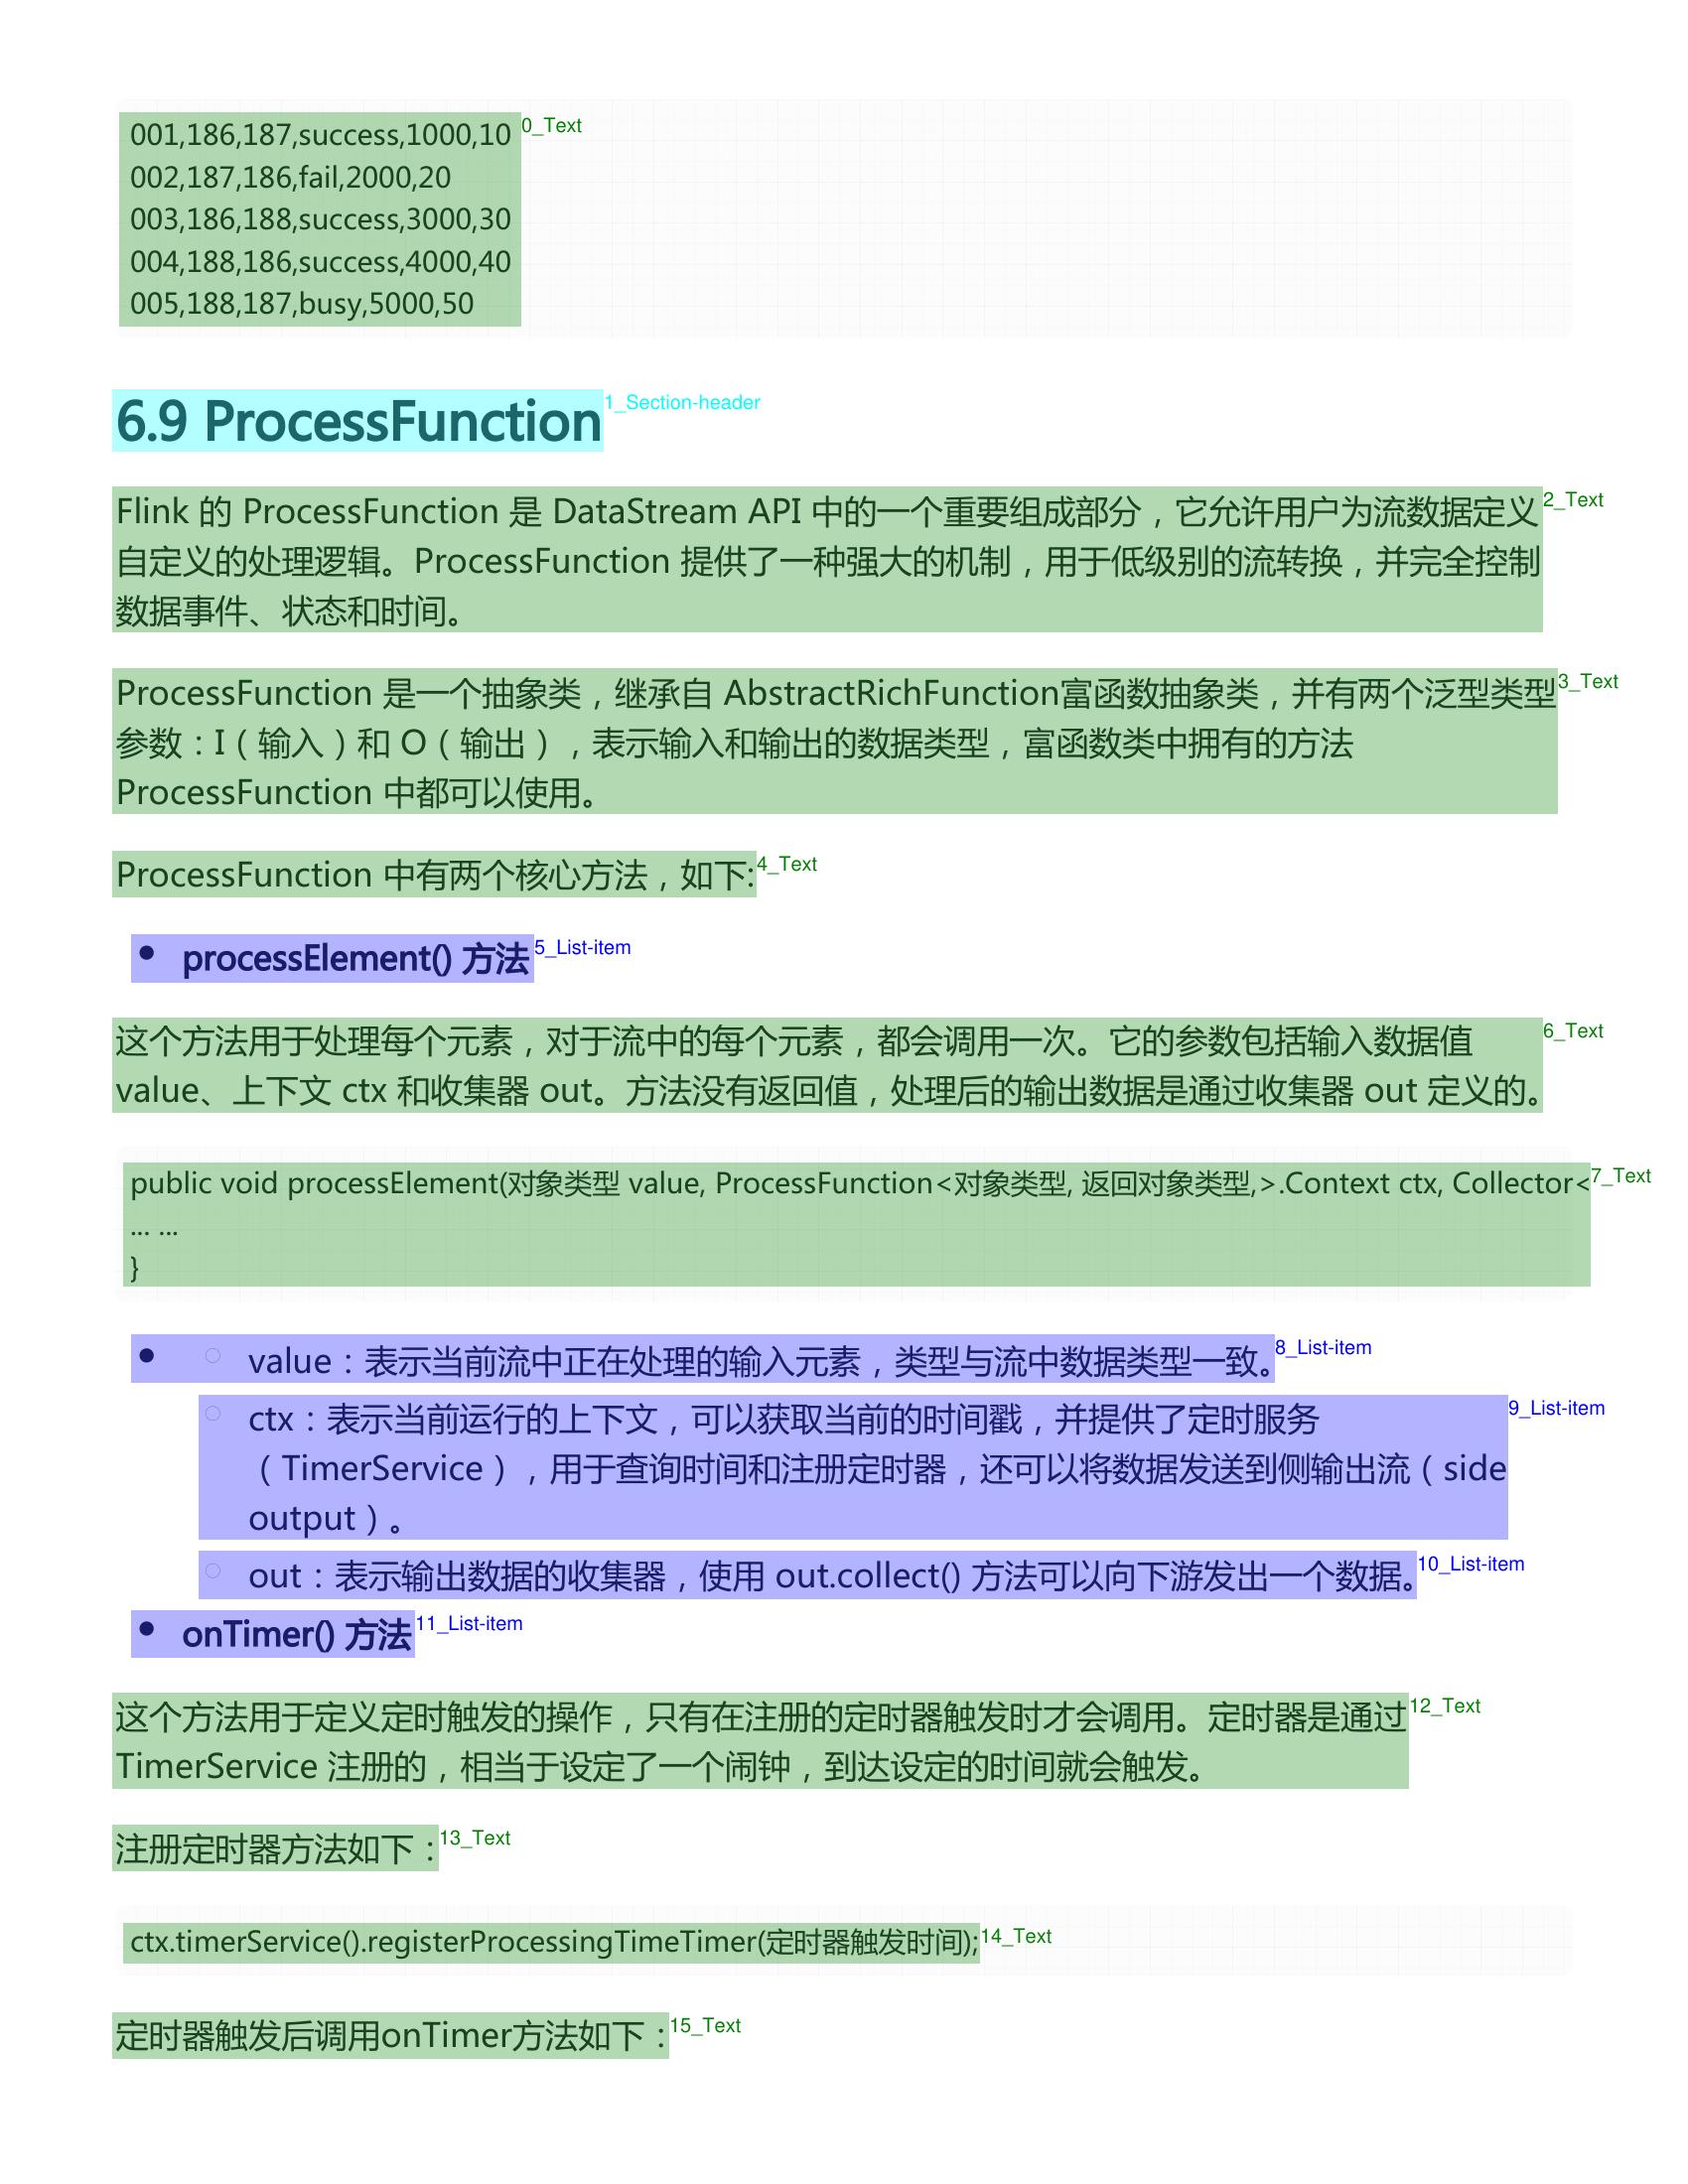 001,186,187,success,1000,10 0_Text
002,187,186,fail,2000,20
003,186,188,success,3000,30
004,188,186,success,4000,40
005,188,187,busy,5000,50
6.9 ProcessFunction 1_Section-header
Flink 的 ProcessFunction 是 DataStream API 中的一个重要组成部分，它允许用户为流数据定义 2_Text
自定义的处理逻辑。ProcessFunction 提供了一种强大的机制，用于低级别的流转换，并完全控制
数据事件、状态和时间。
ProcessFunction 是一个抽象类，继承自 AbstractRichFunction富函数抽象类，并有两个泛型类型 3_Text
参数：I（输入）和 O（输出），表示输入和输出的数据类型，富函数类中拥有的方法
ProcessFunction 中都可以使用。
ProcessFunction 中有两个核心方法，如下: 4_Text
• processElement() 方法 5_List-item
这个方法用于处理每个元素，对于流中的每个元素，都会调用一次。它的参数包括输入数据值 6_Text
value、上下文 ctx 和收集器 out。方法没有返回值，处理后的输出数据是通过收集器 out 定义的。
public void processElement(对象类型 value, ProcessFunction<对象类型, 返回对象类型,>.Context ctx, Collector< 7_Text
... ...
}
• ○ value：表示当前流中正在处理的输入元素，类型与流中数据类型一致。 8_List-item
○ ctx：表示当前运行的上下文，可以获取当前的时间戳，并提供了定时服务 9_List-item
（TimerService），用于查询时间和注册定时器，还可以将数据发送到侧输出流（side
output）。
○ out：表示输出数据的收集器，使用 out.collect() 方法可以向下游发出一个数据。 10_List-item
• onTimer() 方法 11_List-item
这个方法用于定义定时触发的操作，只有在注册的定时器触发时才会调用。定时器是通过 12_Text
TimerService 注册的，相当于设定了一个闹钟，到达设定的时间就会触发。
注册定时器方法如下： 13_Text
ctx.timerService().registerProcessingTimeTimer(定时器触发时间); 14_Text
定时器触发后调用onTimer方法如下： 15_Text